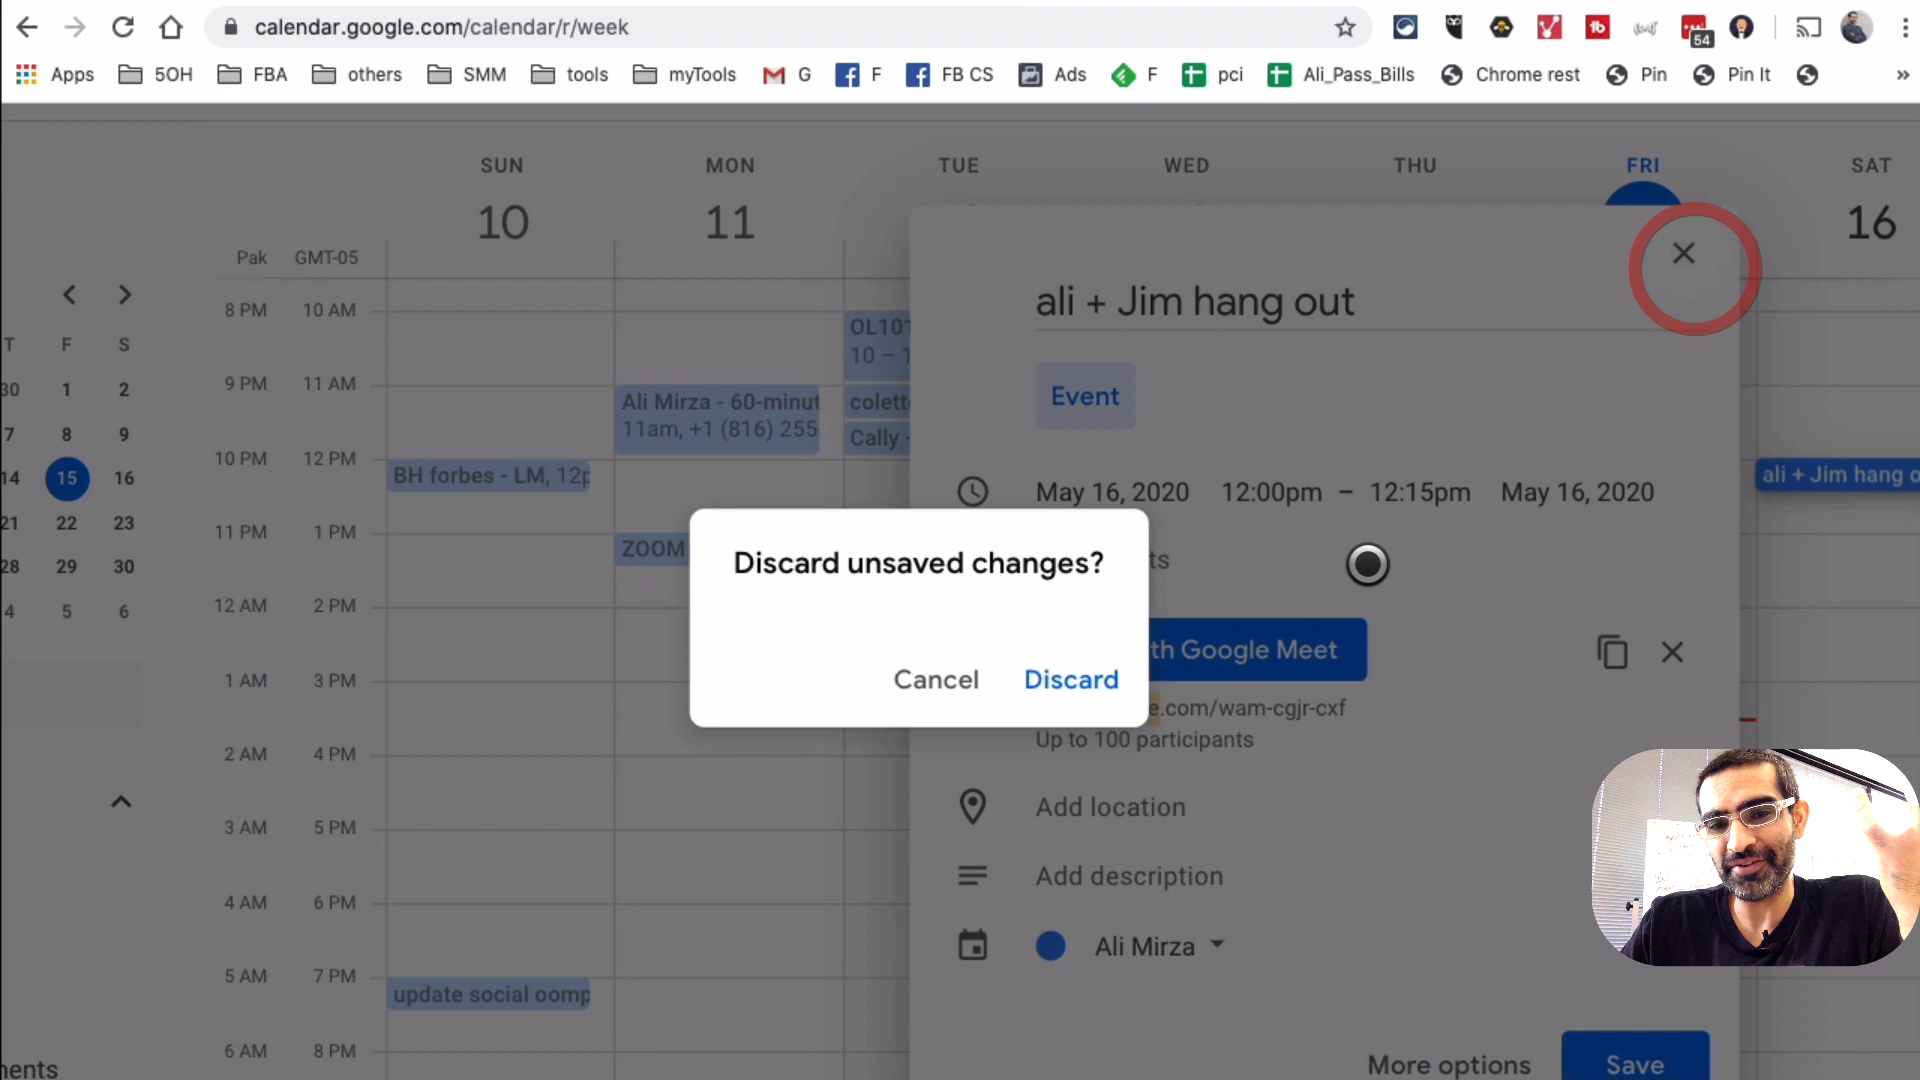 calendar.google.com/calendar/r/week
54
Apps 5OH FBA others SMM tools myTools G F FB CS Ads F pci Ali_Pass_Bills Chrome rest Pin Pin It »
SUN MON TUE WED THU FRI SAT
10 11 16
Pak GMT-05
T F S
30 1 2
7 8 9
14 15 16
21 22 23
28 29 30
4 5 6
8 PM 10 AM
9 PM 11 AM
10 PM 12 PM
11 PM 1 PM
12 AM 2 PM
1 AM 3 PM
2 AM 4 PM
3 AM 5 PM
4 AM 6 PM
5 AM 7 PM
6 AM 8 PM
OL101
10 – 1
Ali Mirza - 60-minut
11am, +1 (816) 255-
colett
Cally -
BH forbes - LM, 12p
ZOOM
update social oomp
ali + Jim hang o
ali + Jim hang out
Event
May 16, 2020 12:00pm – 12:15pm May 16, 2020
ts
Discard unsaved changes?
Cancel Discard
th Google Meet
e.com/wam-cgjr-cxf
Up to 100 participants
Add location
Add description
Ali Mirza
More options Save
nents